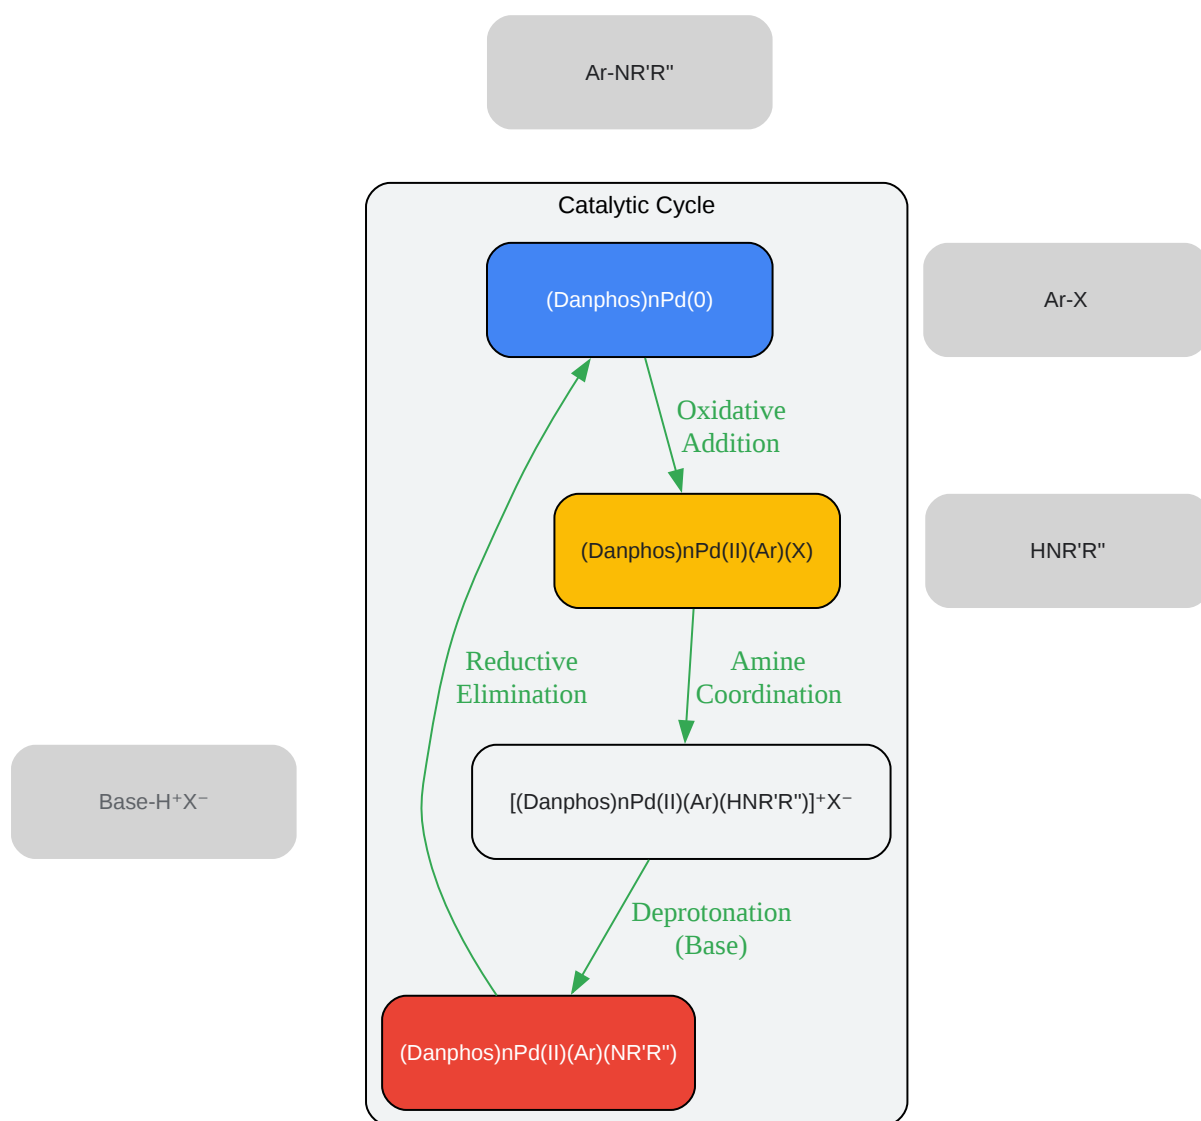 Ar-NR'R"
Catalytic Cycle
(Danphos)nPd(0)
Ar-X
Oxidative
Addition
(Danphos)nPd(II)(Ar)(X)
HNR'R"
Reductive
Elimination
Amine
Coordination
Base-H⁺X⁻
[(Danphos)nPd(II)(Ar)(HNR'R")]⁺X⁻
Deprotonation
(Base)
(Danphos)nPd(II)(Ar)(NR'R")